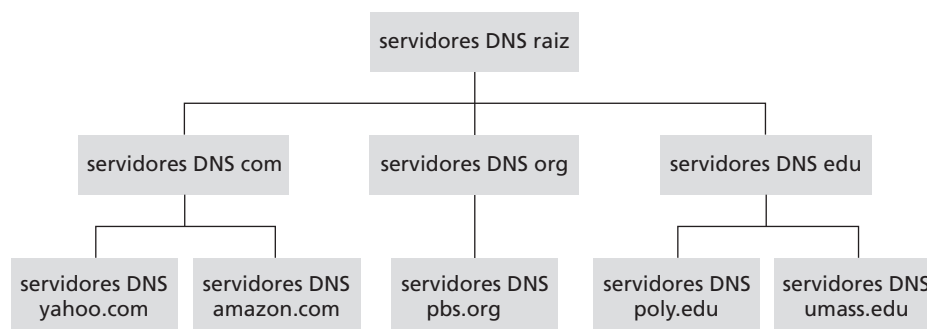 servidores DNS raiz
servidores DNS com
servidores DNS org
servidores DNS edu
servidores DNS
yahoo.com
servidores DNS
amazon.com
servidores DNS
pbs.org
servidores DNS
poly.edu
servidores DNS
umass.edu